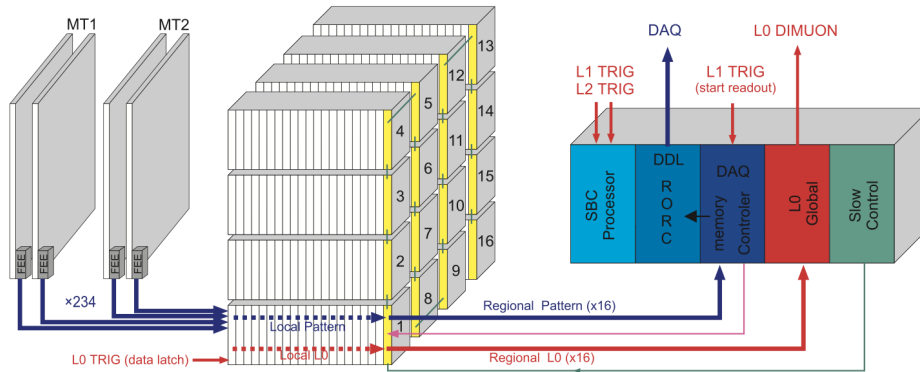 MT1
MT2
FEE
FEE
FEE
FEE
×234
L0 TRIG (data latch)
4
3
2
1
5
6
7
8
12
11
10
9
13
14
15
16
Local Pattern
Local L0
Regional Pattern (x16)
Regional L0 (x16)
DAQ
L0 DIMUON
L1 TRIG
L2 TRIG
L1 TRIG
(start readout)
SBC
Processor
DDL
RORC
DAQ
memory
Controler
L0
Global
Slow
Control